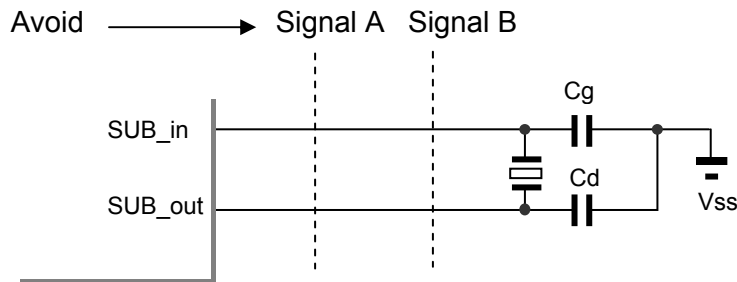 Avoid Signal A Signal B
Cg
SUB_in
Cd
SUB_out
Vss